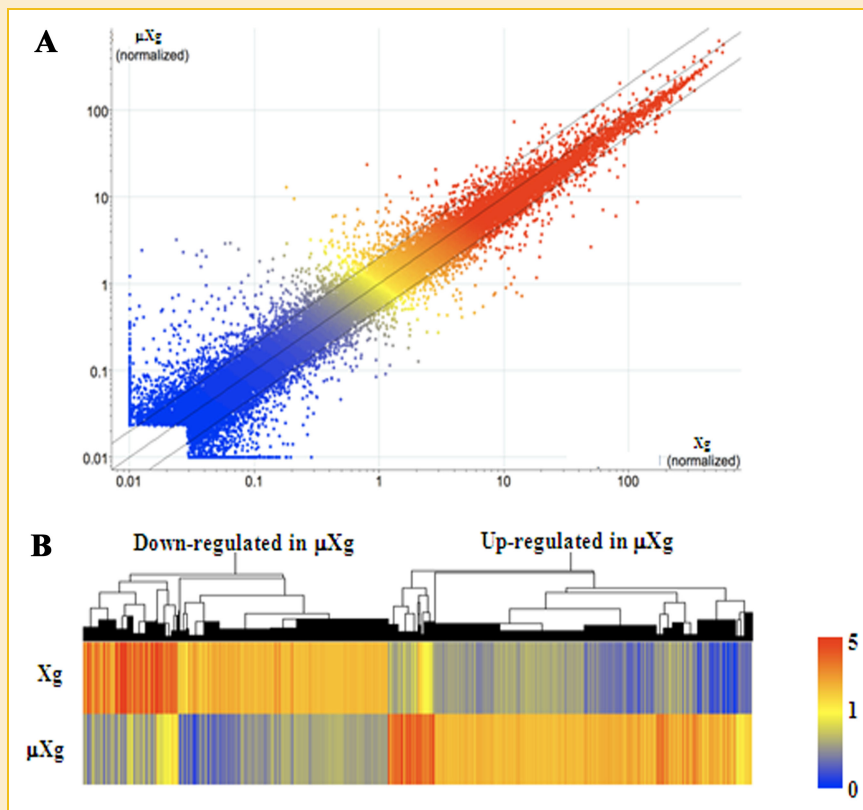 A
µXg
(normalized)
100
10
1
0.1
0.01
0.01 0.1 1 10 100
Xg
(normalized)
B
Down-regulated in µXg Up-regulated in µXg
Xg
µXg
5
1
0